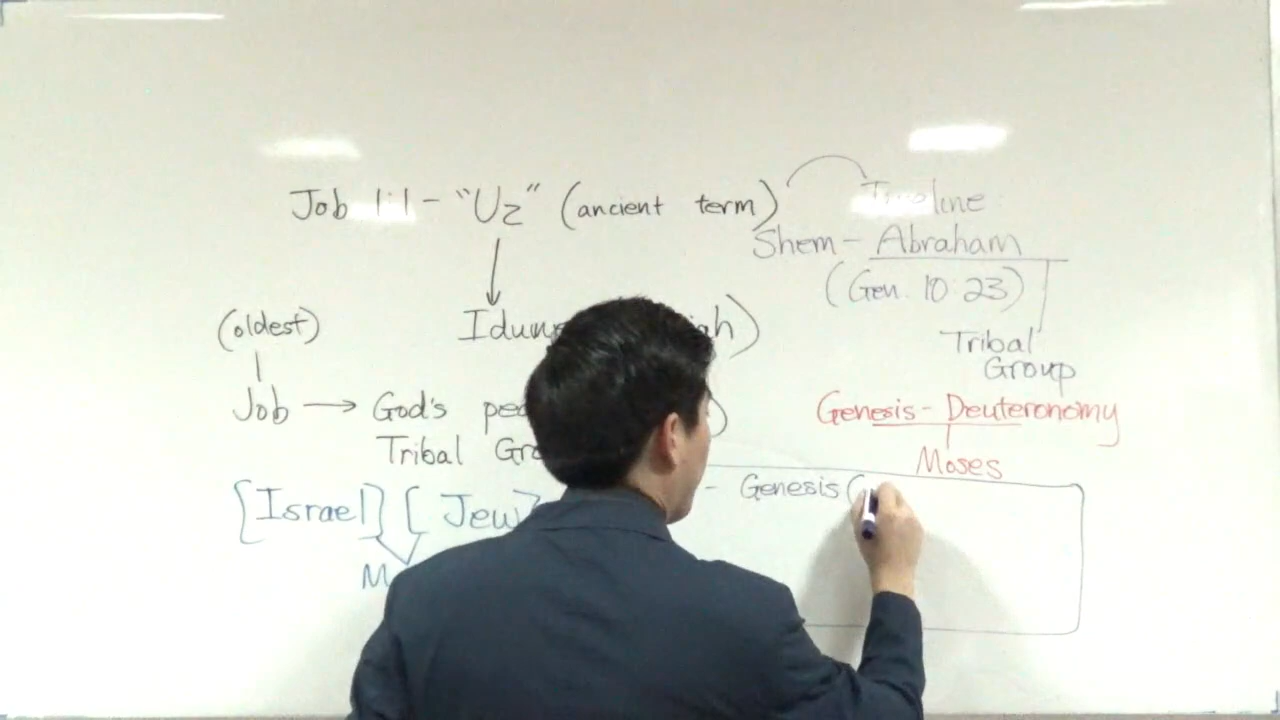 Job 1:1 - "Uz" (ancient term)
Timeline:
Shem - Abraham
(Gen. 10:23)
Tribal
Group
(oldest)
Job → God's
Tribal
Genesis - Deuteronomy
Moses
[Israel] [Jew]
- Genesis (